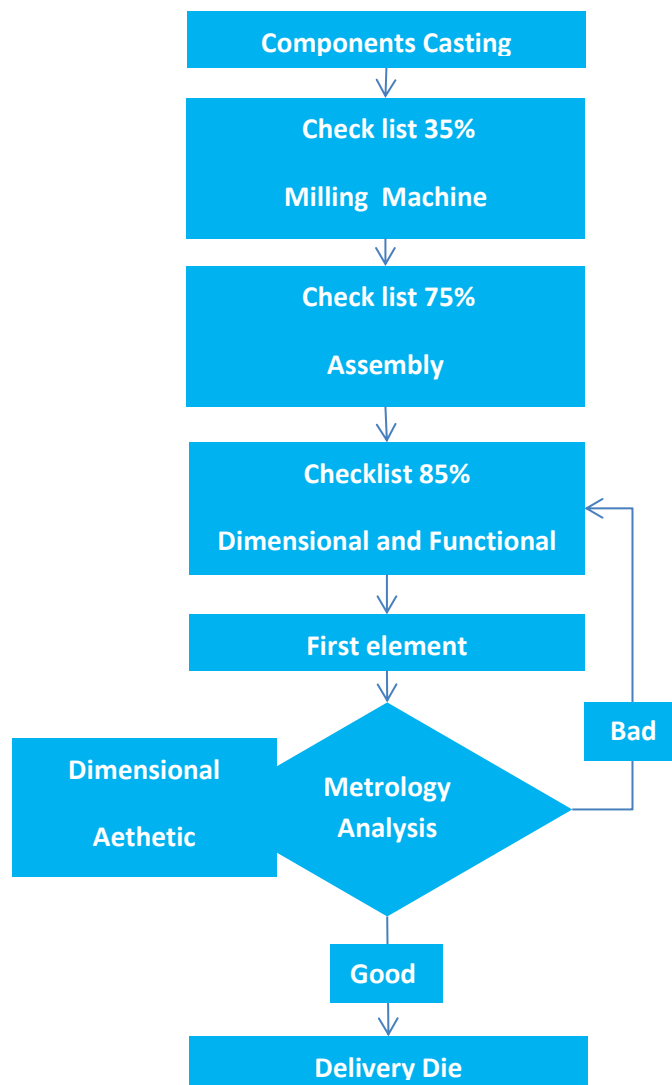 Components Casting
Check list 35%
Milling Machine
Check list 75%
Assembly
Checklist 85%
Dimensional and Functional
First element
Bad
Dimensional
Aethetic
Metrology
Analysis
Good
Delivery Die